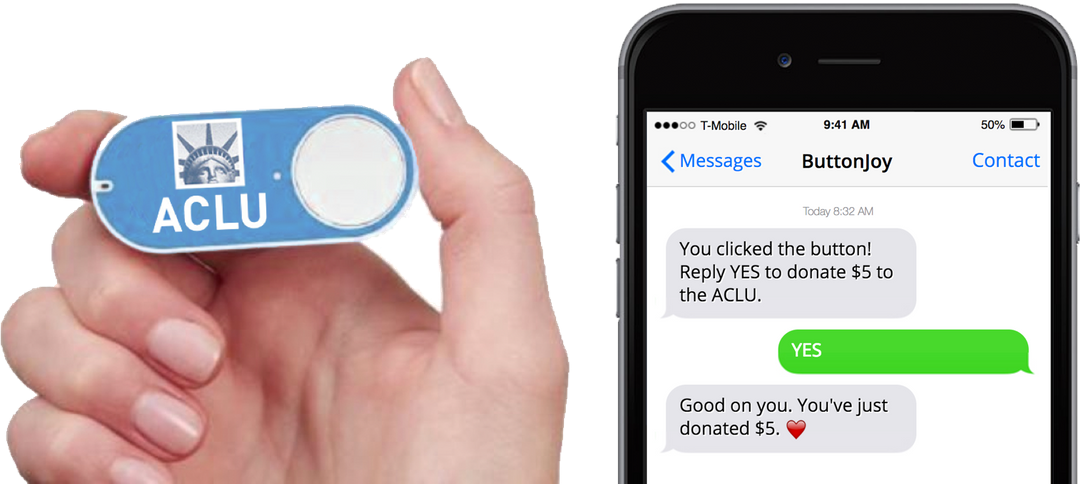 ACLU
T-Mobile
9:41 AM
50%
Messages
ButtonJoy
Contact
Today 8:32 AM
You clicked the button!
Reply YES to donate $5 to
the ACLU.
YES
Good on you. You've just
donated $5. ❤️